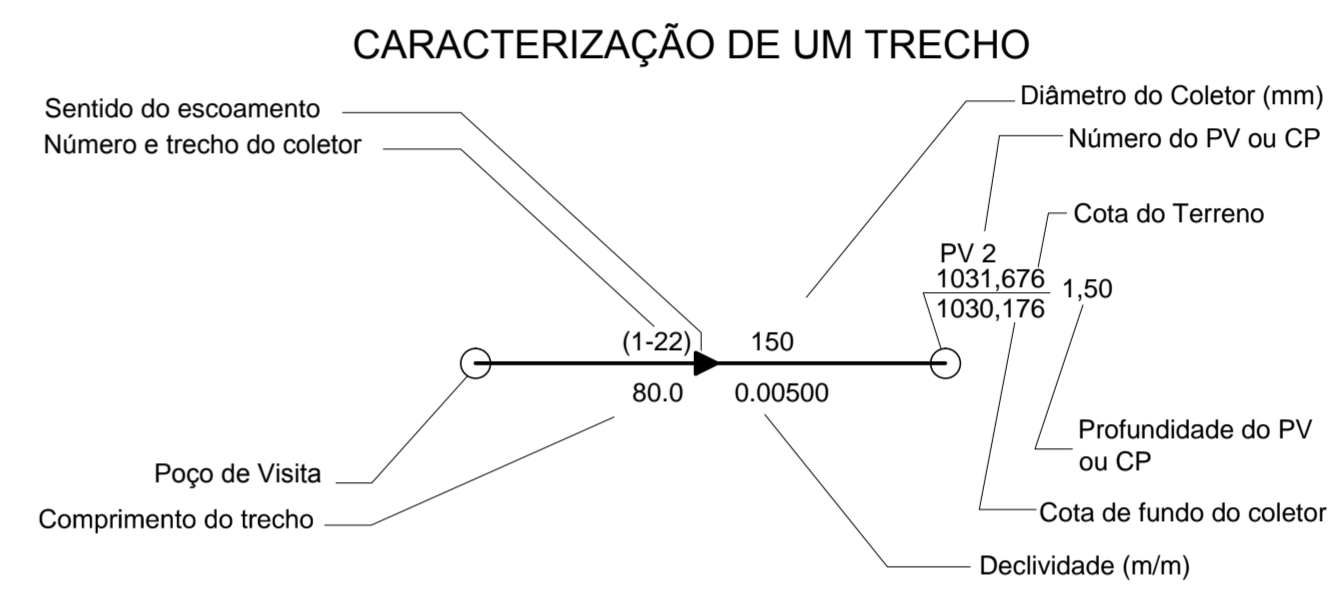 CARACTERIZAÇÃO DE UM TRECHO
Sentido do escoamento
Número e trecho do coletor
Diâmetro do Coletor (mm)
Número do PV ou CP
Cota do Terreno
PV 2
1031,676
1,50
1030,176
(1-22)
150
80.0
0.00500
Poço de Visita
Comprimento do trecho
Profundidade do PV
ou CP
Cota de fundo do coletor
Declividade (m/m)